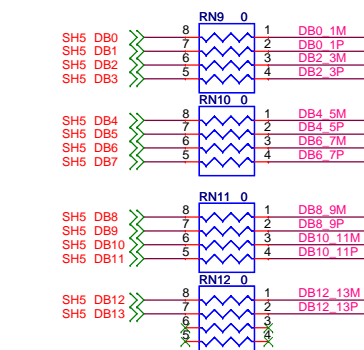 RN9 0
SH5 DB0 8 1 DB0_1M
SH5 DB1 7 2 DB0_1P
SH5 DB2 6 3 DB2_3M
SH5 DB3 5 4 DB2_3P
RN10 0
SH5 DB4 8 1 DB4_5M
SH5 DB5 7 2 DB4_5P
SH5 DB6 6 3 DB6_7M
SH5 DB7 5 4 DB6_7P
RN11 0
SH5 DB8 8 1 DB8_9M
SH5 DB9 7 2 DB8_9P
SH5 DB10 6 3 DB10_11M
SH5 DB11 5 4 DB10_11P
RN12 0
SH5 DB12 8 1 DB12_13M
SH5 DB13 7 2 DB12_13P
6 3
5 4